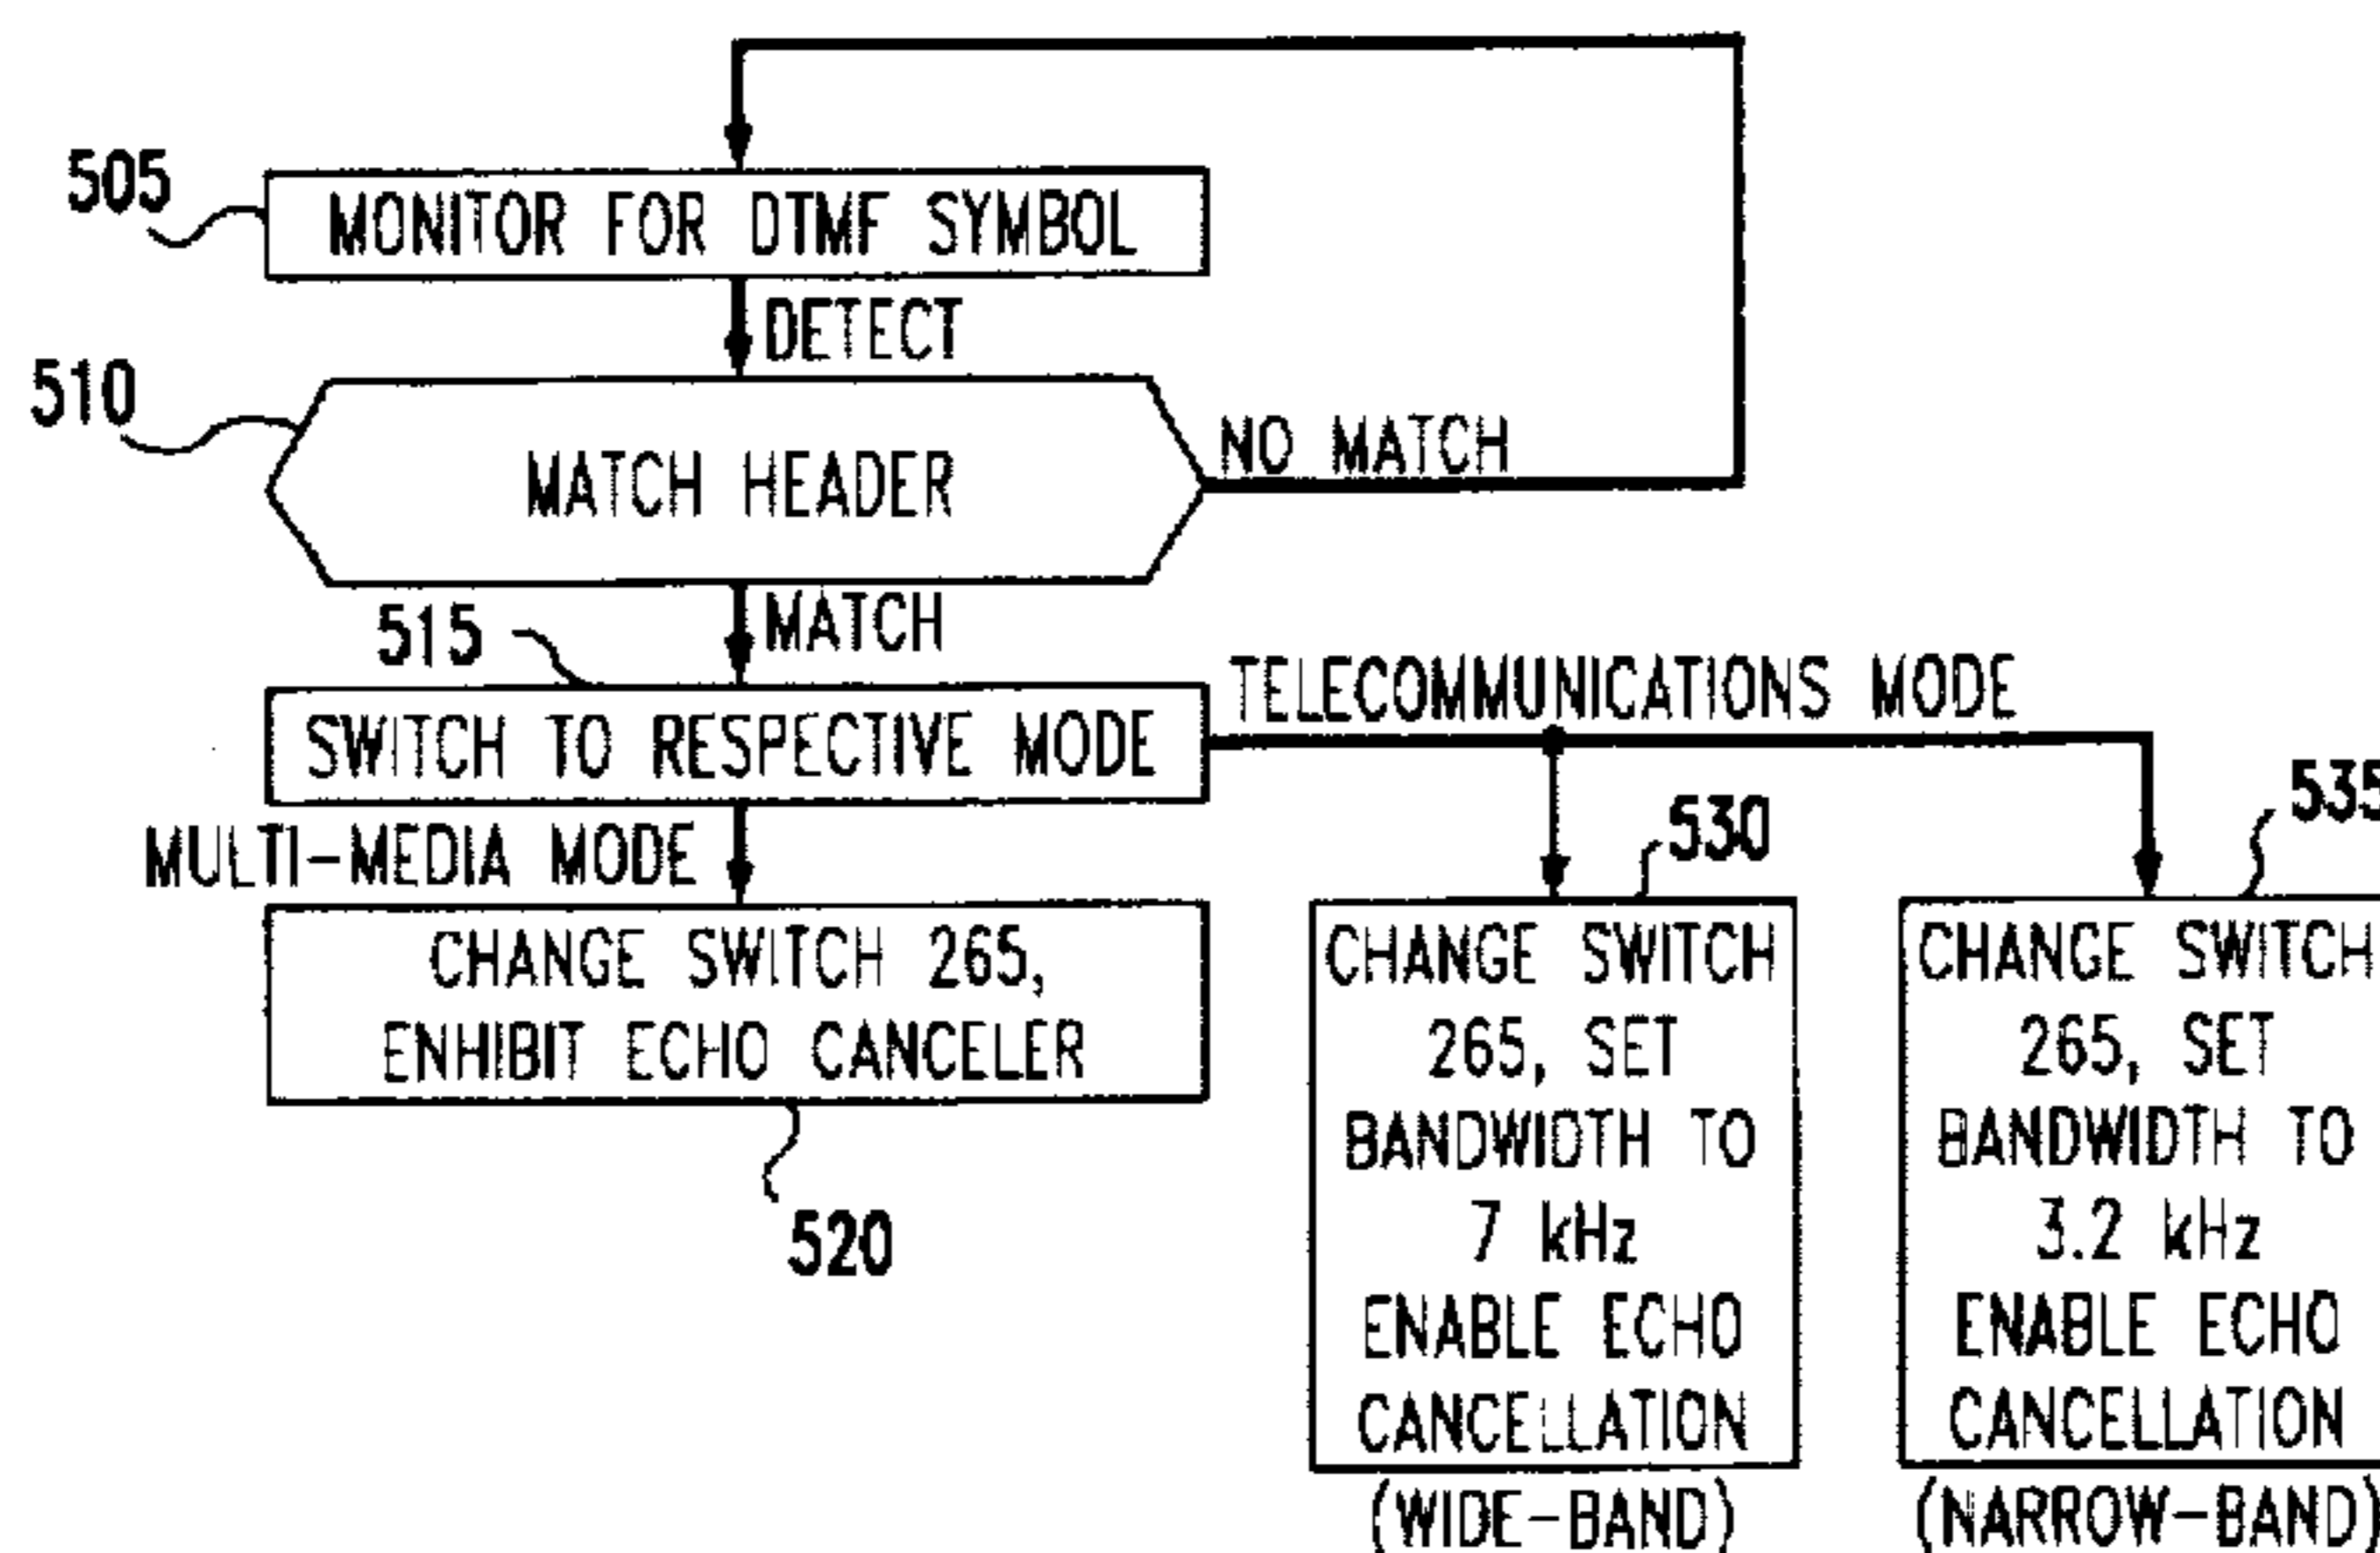 505
MONITOR FOR DTMF SYMBOL
DETECT
510
MATCH HEADER
NO MATCH
MATCH
515
SWITCH TO RESPECTIVE MODE
TELECOMMUNICATIONS MODE
MULTI-MEDIA MODE
CHANGE SWITCH 265,
ENHIBIT ECHO CANCELER
520
530
CHANGE SWITCH
265, SET
BANDWIDTH TO
7 kHz
ENABLE ECHO
CANCELLATION
(WIDE-BAND)
535
CHANGE SWITCH
265, SET
BANDWIDTH TO
3.2 kHz
ENABLE ECHO
CANCELLATION
(NARROW-BAND)